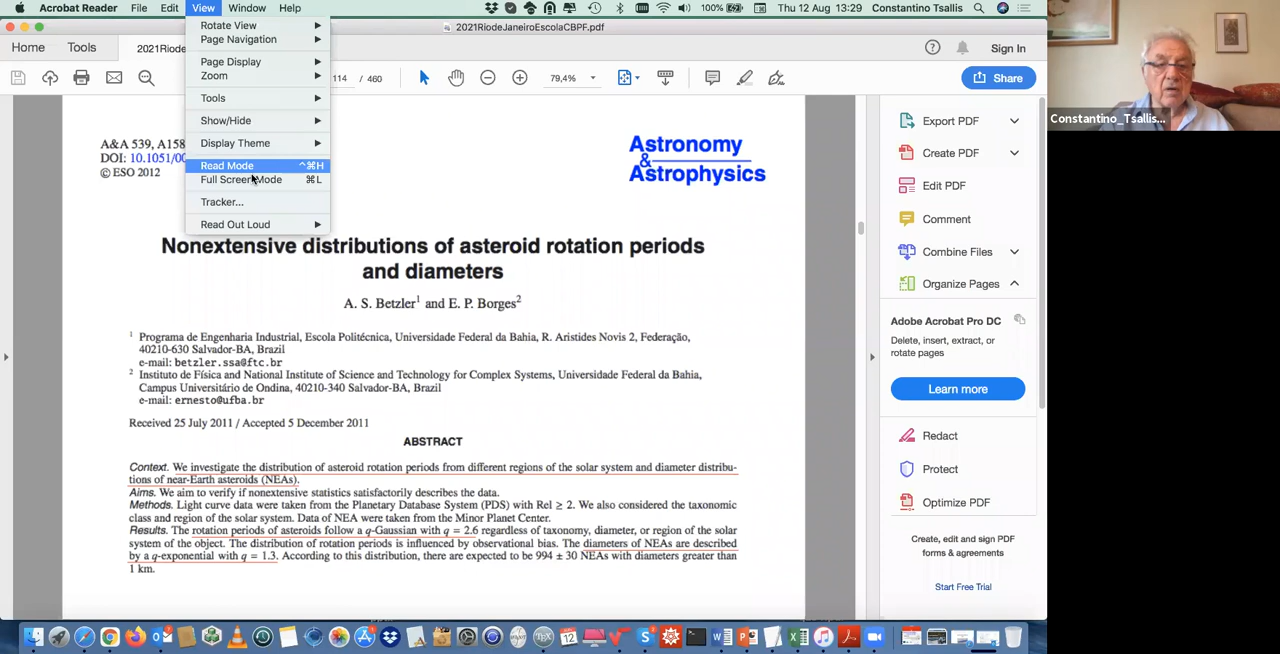 Acrobat Reader File Edit View Window Help 100% Thu 12 Aug 13:29 Constantino Tsallis
2021RiodeJaneiroEscolaCBPF.pdf
Home Tools 2021Riode Sign In
114 / 460 79,4% Share
Rotate View
Page Navigation
Page Display
Zoom
Tools
Show/Hide
Display Theme
Read Mode ^⌘H
Full Screen Mode ⌘L
Tracker...
Read Out Loud
A&A 539, A158
DOI: 10.1051/00
© ESO 2012
Astronomy
&
Astrophysics
Nonextensive distributions of asteroid rotation periods
and diameters
A. S. Betzler1 and E. P. Borges2
1 Programa de Engenharia Industrial, Escola Politécnica, Universidade Federal da Bahia, R. Aristides Novis 2, Federação,
40210-630 Salvador-BA, Brazil
e-mail: betzler.ssa@ftc.br
2 Instituto de Física and National Institute of Science and Technology for Complex Systems, Universidade Federal da Bahia,
Campus Universitário de Ondina, 40210-340 Salvador-BA, Brazil
e-mail: ernesto@ufba.br
Received 25 July 2011 / Accepted 5 December 2011
ABSTRACT
Context. We investigate the distribution of asteroid rotation periods from different regions of the solar system and diameter distribu-
tions of near-Earth asteroids (NEAs).
Aims. We aim to verify if nonextensive statistics satisfactorily describes the data.
Methods. Light curve data were taken from the Planetary Database System (PDS) with Rel ≥ 2. We also considered the taxonomic
class and region of the solar system. Data of NEA were taken from the Minor Planet Center.
Results. The rotation periods of asteroids follow a q-Gaussian with q = 2.6 regardless of taxonomy, diameter, or region of the solar
system of the object. The distribution of rotation periods is influenced by observational bias. The diameters of NEAs are described
by a q-exponential with q = 1.3. According to this distribution, there are expected to be 994 ± 30 NEAs with diameters greater than
1 km.
Export PDF
Create PDF
Edit PDF
Comment
Combine Files
Organize Pages
Adobe Acrobat Pro DC
Delete, insert, extract, or
rotate pages
Learn more
Redact
Protect
Optimize PDF
Create, edit and sign PDF
forms & agreements
Start Free Trial
Constantino_Tsallis...